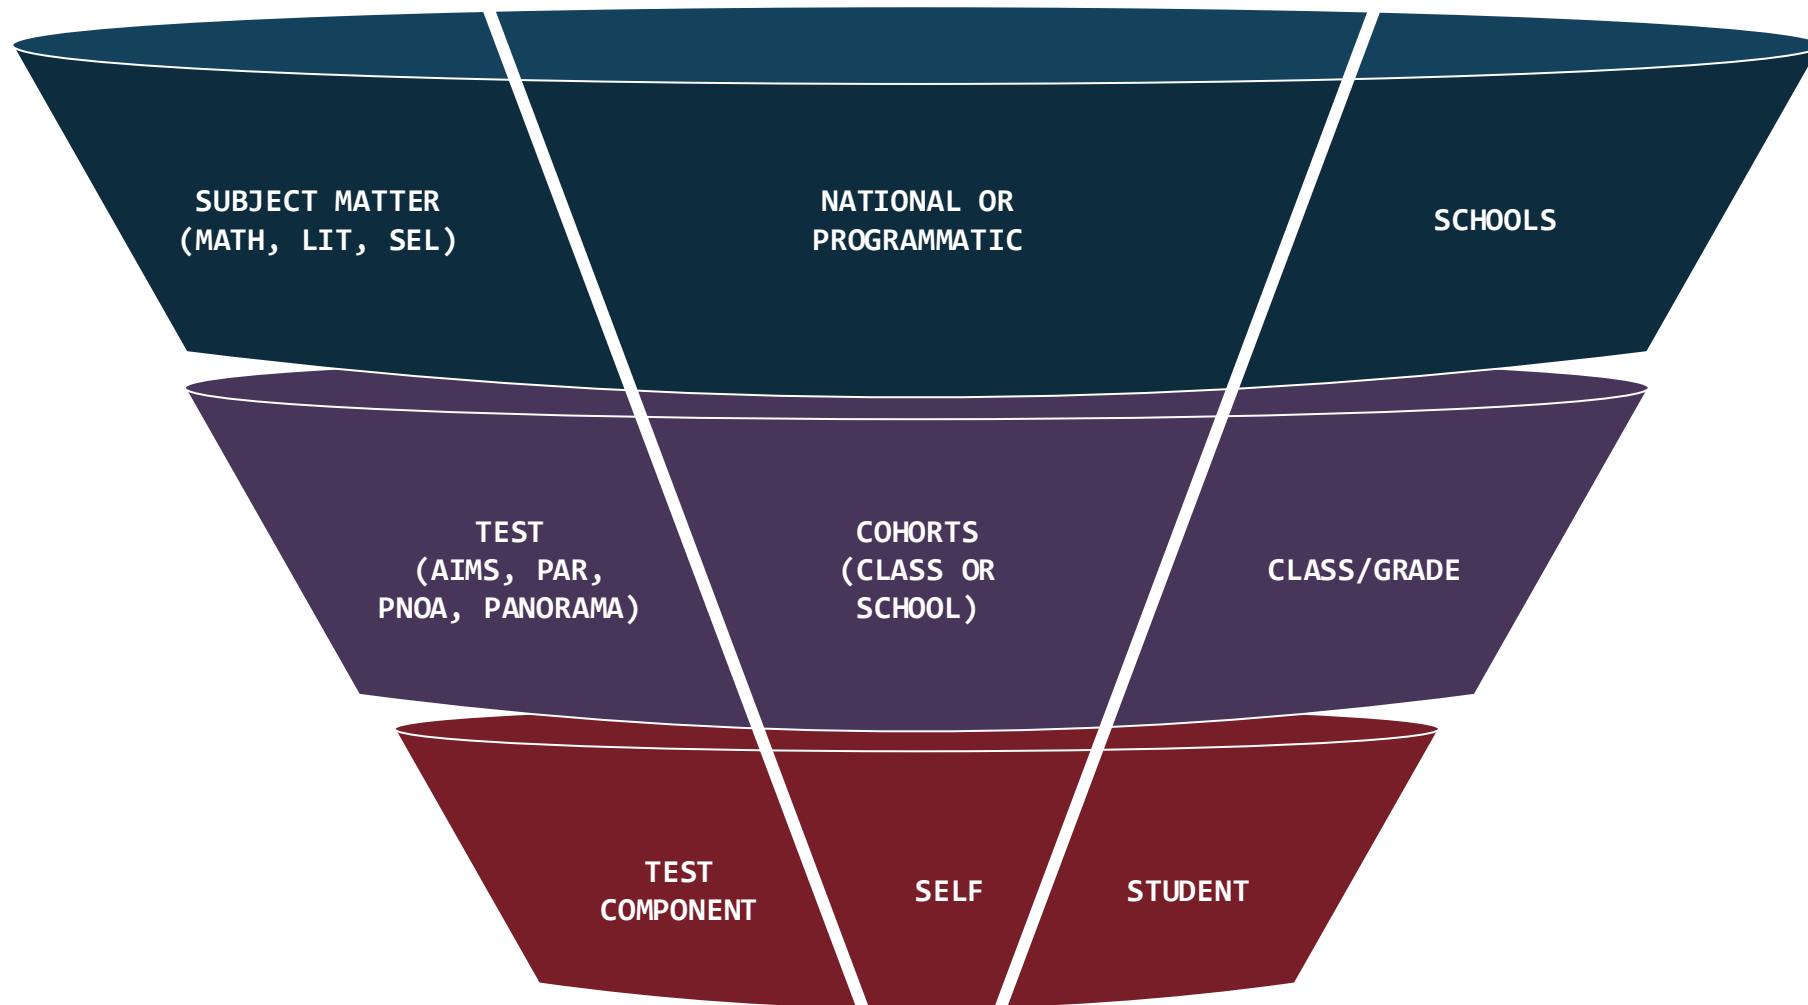 SUBJECT MATTER
(MATH, LIT, SEL)
NATIONAL OR
PROGRAMMATIC
SCHOOLS
TEST
(AIMS, PAR,
PNOA, PANORAMA)
COHORTS
(CLASS OR
SCHOOL)
CLASS/GRADE
TEST
COMPONENT
SELF
STUDENT